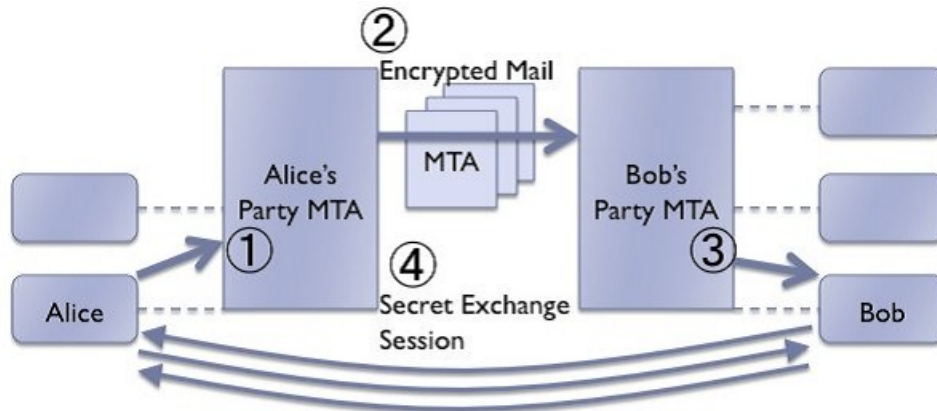 ②
Encrypted Mail
MTA
Alice's
Party MTA
①
Bob's
Party MTA
③
④
Secret Exchange
Session
Alice
Bob